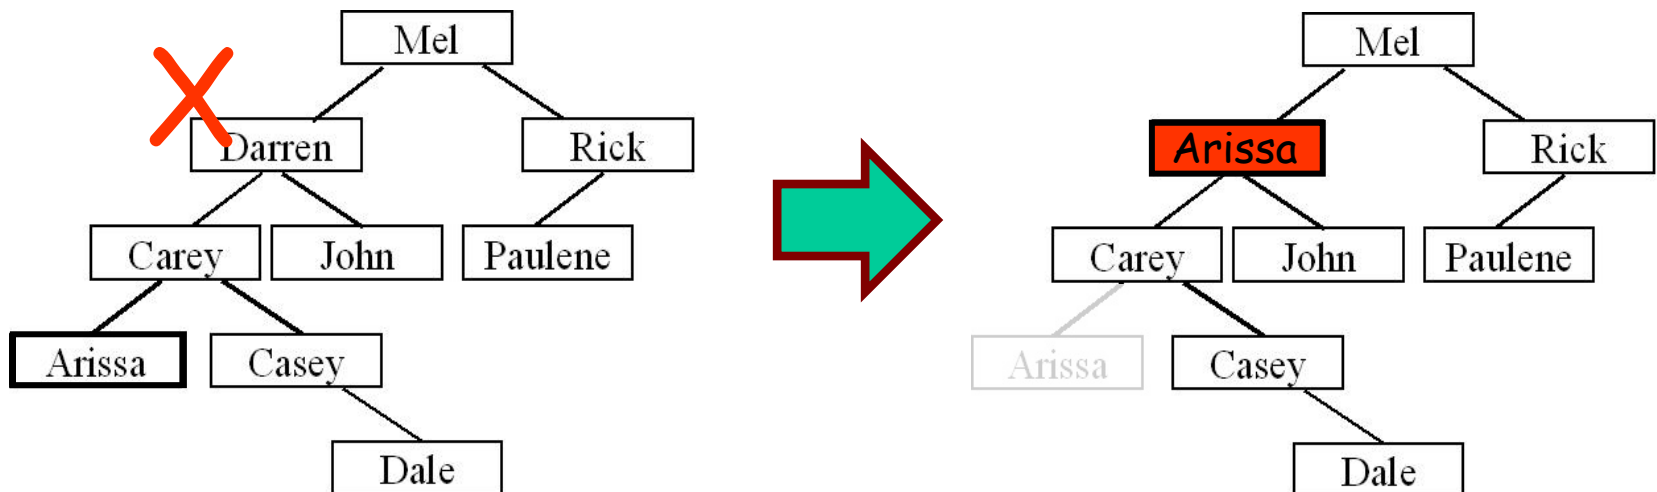 Mel
Darren
Rick
Carey
John
Paulene
Arissa
Casey
Dale
Mel
Arissa
Rick
Carey
John
Paulene
Arissa
Casey
Dale